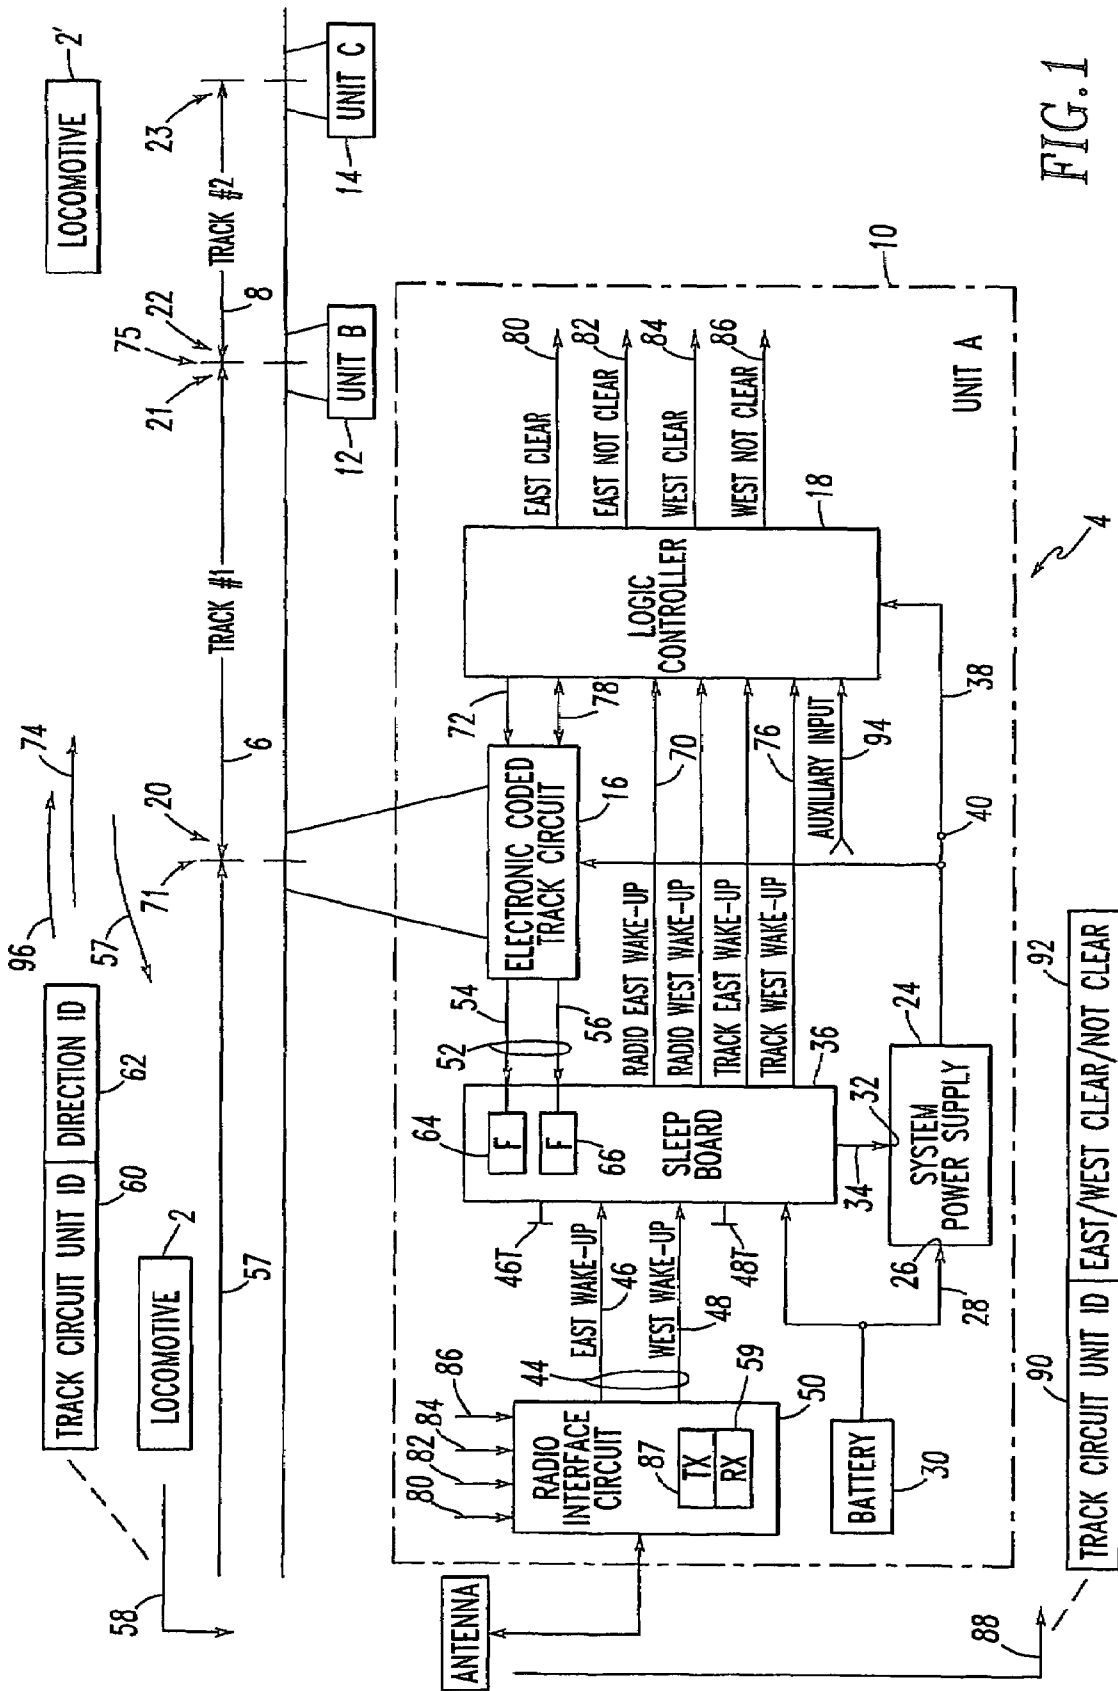 96
74
TRACK CIRCUIT UNIT ID
DIRECTION ID
60
62
57
LOCOMOTIVE
2
LOCOMOTIVE
2'
58
57
71
20
6
TRACK #1
21
75
22
8
TRACK #2
23
12
UNIT B
14
UNIT C
ANTENNA
88
80
82
84
86
RADIO
INTERFACE
CIRCUIT
87
TX
RX
59
50
44
EAST WAKE-UP
46
WEST WAKE-UP
48
46T
48T
64
F
F
66
SLEEP
BOARD
36
52
54
56
ELECTRONIC CODED
TRACK CIRCUIT
16
72
78
RADIO EAST WAKE-UP
70
RADIO WEST WAKE-UP
TRACK EAST WAKE-UP
TRACK WEST WAKE-UP
76
AUXILIARY INPUT
94
LOGIC
CONTROLLER
18
EAST CLEAR
80
EAST NOT CLEAR
82
WEST CLEAR
84
WEST NOT CLEAR
86
BATTERY
30
28
26
34
32
SYSTEM
POWER SUPPLY
24
40
38
UNIT A
10
4
90
TRACK CIRCUIT UNIT ID
EAST/WEST CLEAR/NOT CLEAR
92
FIG.1